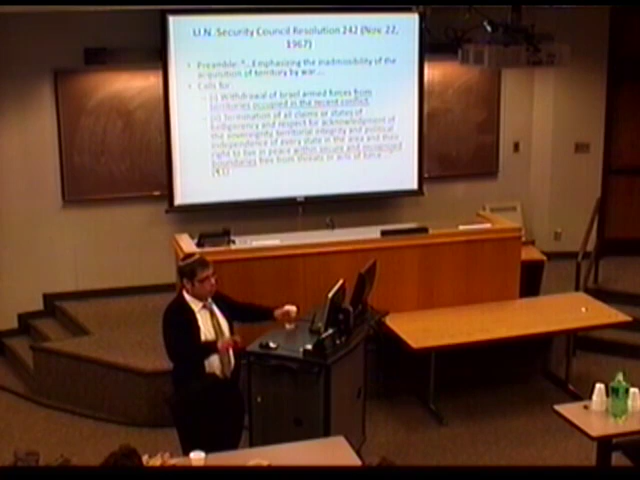 U.N. Security Council Resolution 242 (Nov. 22,
1967)
• Preamble: "... Emphasizing the inadmissibility of the
acquisition of territory by war....
• Calls for:
– (i) Withdrawal of Israel armed forces from
territories occupied in the recent conflict;
– (ii) Termination of all claims or states of
belligerency and respect for acknowledgment of
the sovereignty, territorial integrity and political
independence of every state in the area and their
right to live in peace within secure and recognized
boundaries free from threats or acts of force...."
(¶ 1)